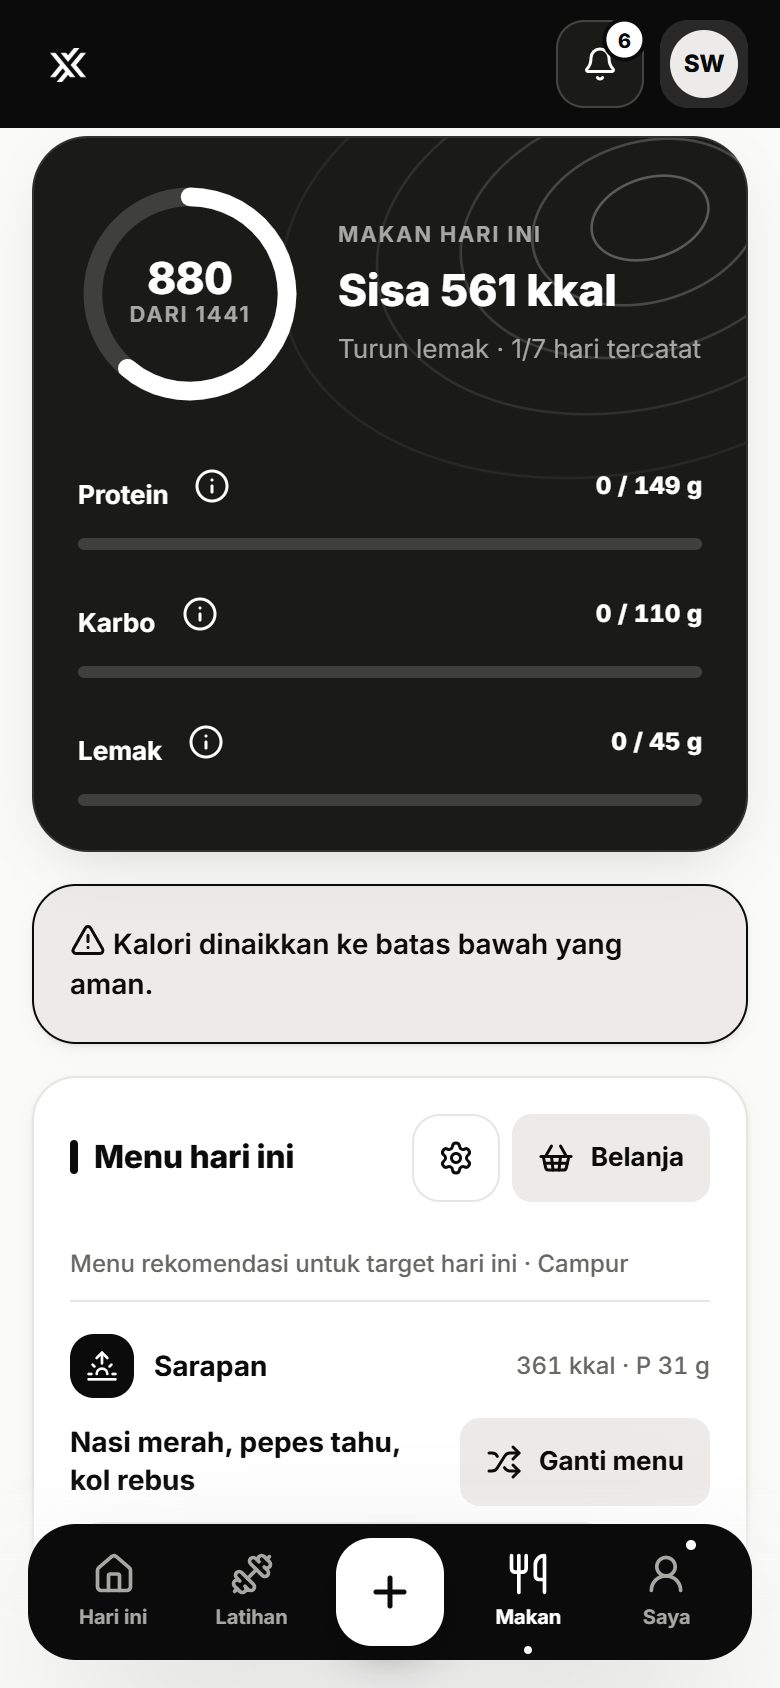 6
SW
880
DARI 1441
MAKAN HARI INI
Sisa 561 kkal
Turun lemak · 1/7 hari tercatat
Protein
0 / 149 g
Karbo
0 / 110 g
Lemak
0 / 45 g
Kalori dinaikkan ke batas bawah yang
aman.
Menu hari ini
Belanja
Menu rekomendasi untuk target hari ini · Campur
Sarapan
361 kkal · P 31 g
Nasi merah, pepes tahu,
kol rebus
Ganti menu
Hari ini
Latihan
Makan
Saya